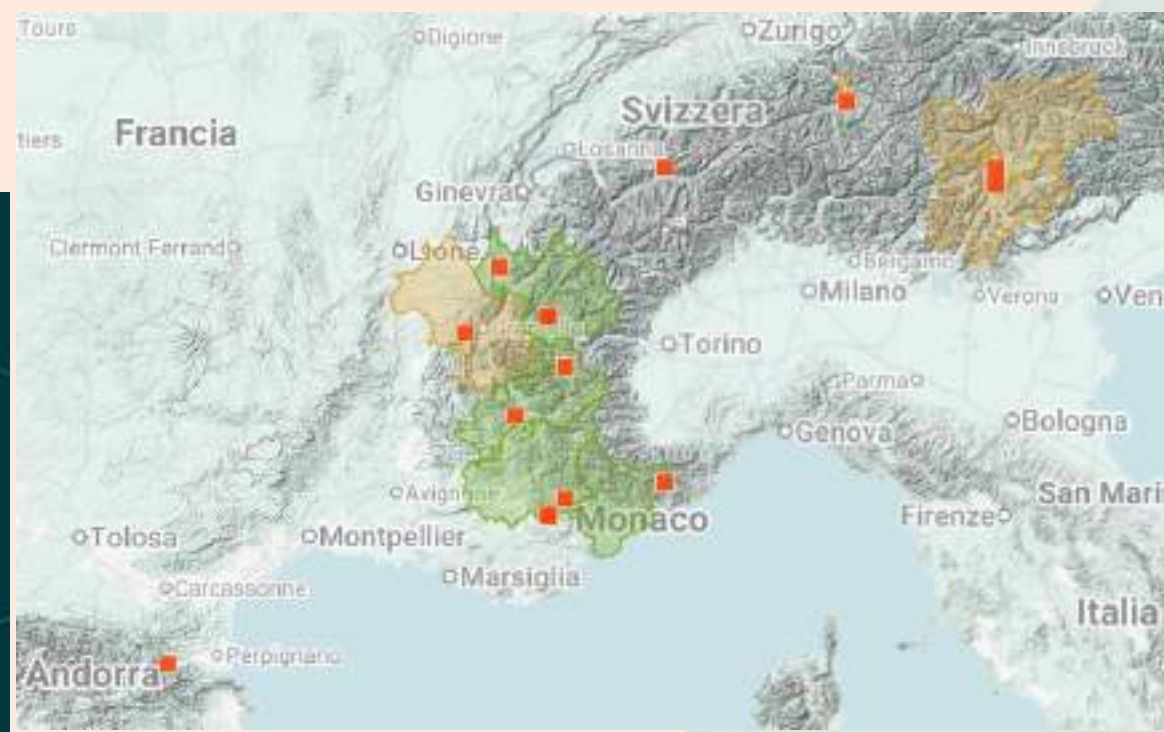 Tours
Digione
Zurigo
Innsbruck
Svizzera
Francia
tiers
Losanna
Ginevra
Clermont Ferrand
Lione
Bergamo
Milano
Verona
Ven
Torino
Parma
Bologna
Genova
Avignone
San Mari
Firenze
Monaco
Tolosa
Montpellier
Marsiglia
Carcassonne
Italia
Perpignano
Andorra